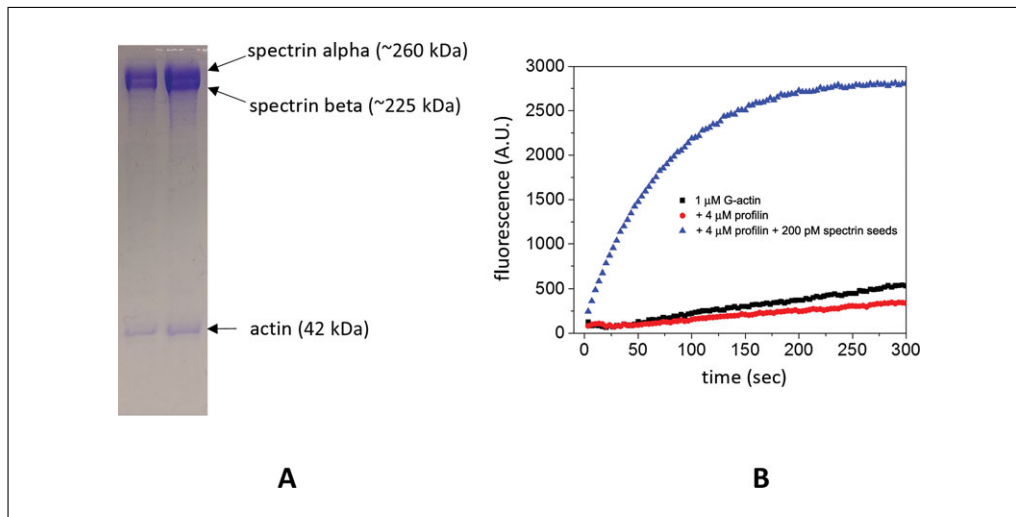 spectrin alpha (~260 kDa)
spectrin beta (~225 kDa)
actin (42 kDa)
A
fluorescence (A.U.)
3000
2500
2000
1500
1000
500
0
1 μM G-actin
+ 4 μM profilin
+ 4 μM profilin + 200 pM spectrin seeds
0
50
100
150
200
250
300
time (sec)
B